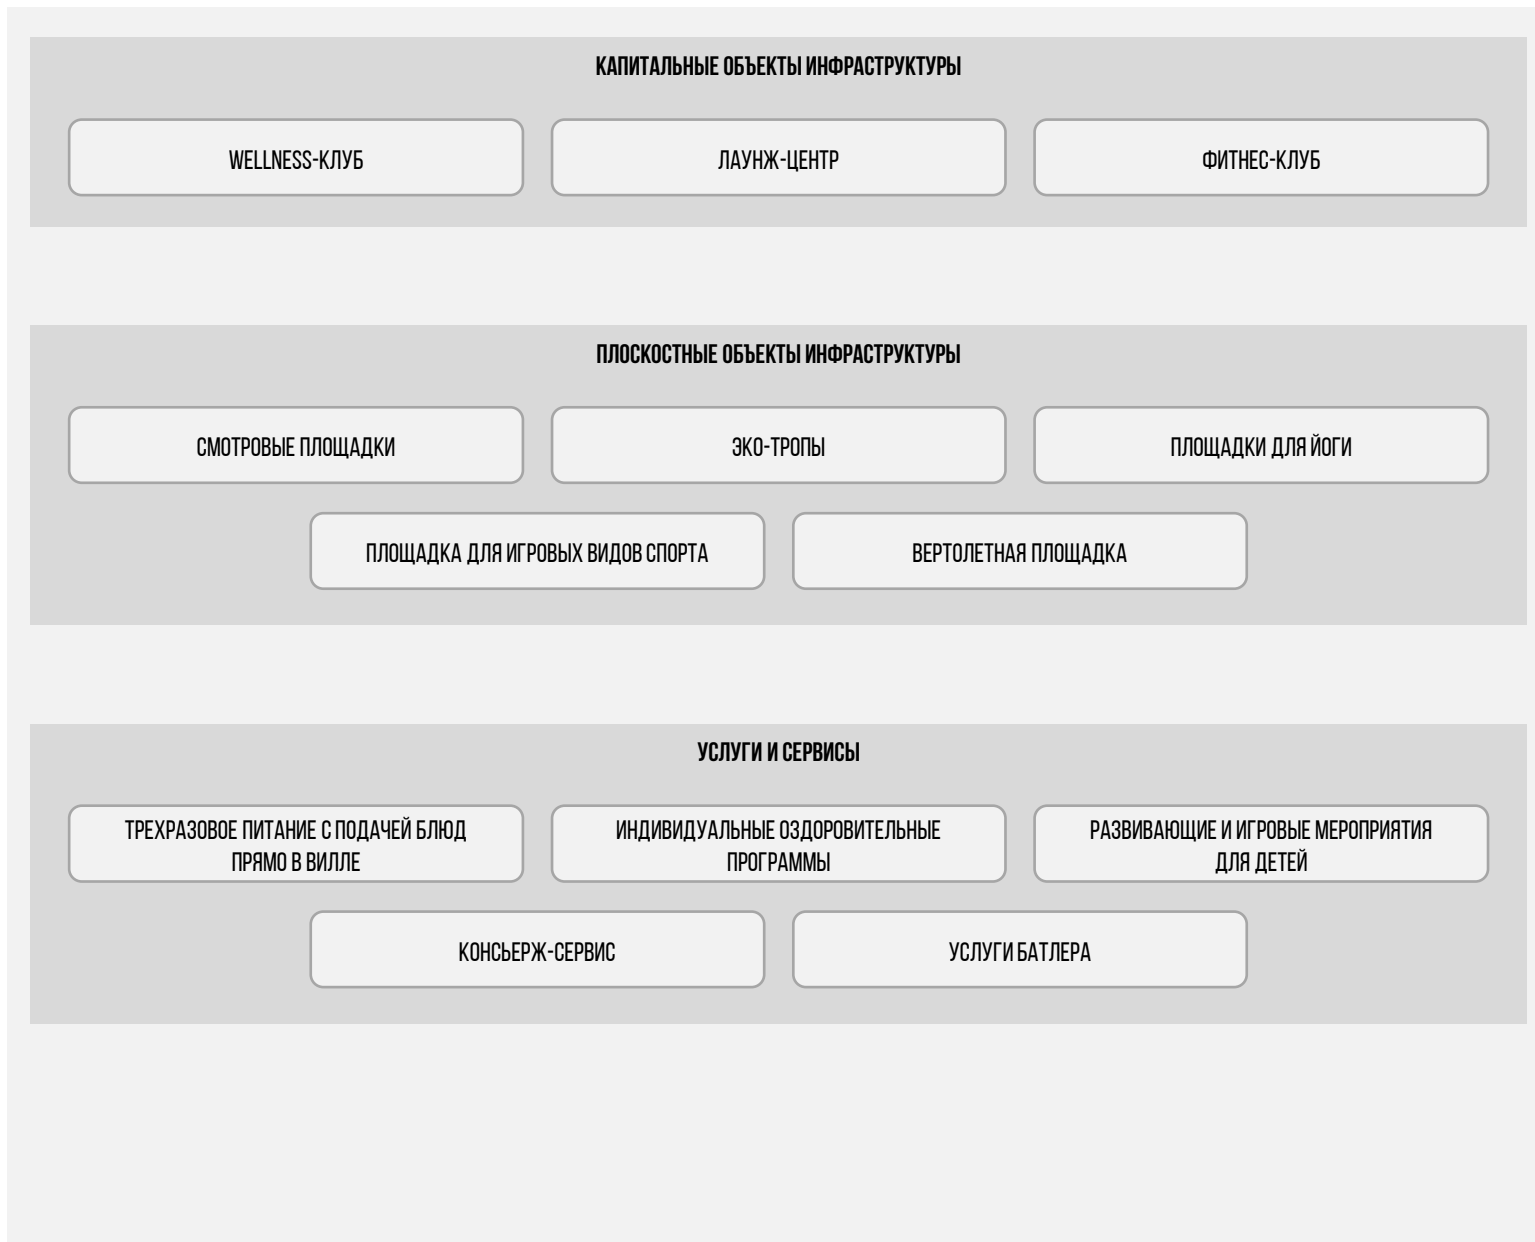 КАПИТАЛЬНЫЕ ОБЪЕКТЫ ИНФРАСТРУКТУРЫ
WELLNESS-КЛУБ
ЛАУНЖ-ЦЕНТР
ФИТНЕС-КЛУБ
ПЛОСКОСТНЫЕ ОБЪЕКТЫ ИНФРАСТРУКТУРЫ
СМОТРОВЫЕ ПЛОЩАДКИ
ЭКО-ТРОПЫ
ПЛОЩАДКИ ДЛЯ ЙОГИ
ПЛОЩАДКА ДЛЯ ИГРОВЫХ ВИДОВ СПОРТА
ВЕРТОЛЕТНАЯ ПЛОЩАДКА
УСЛУГИ И СЕРВИСЫ
ТРЕХРАЗОВОЕ ПИТАНИЕ С ПОДАЧЕЙ БЛЮД
ПРЯМО В ВИЛЛЕ
ИНДИВИДУАЛЬНЫЕ ОЗДОРОВИТЕЛЬНЫЕ
ПРОГРАММЫ
РАЗВИВАЮЩИЕ И ИГРОВЫЕ МЕРОПРИЯТИЯ
ДЛЯ ДЕТЕЙ
КОНСЬЕРЖ-СЕРВИС
УСЛУГИ БАТЛЕРА